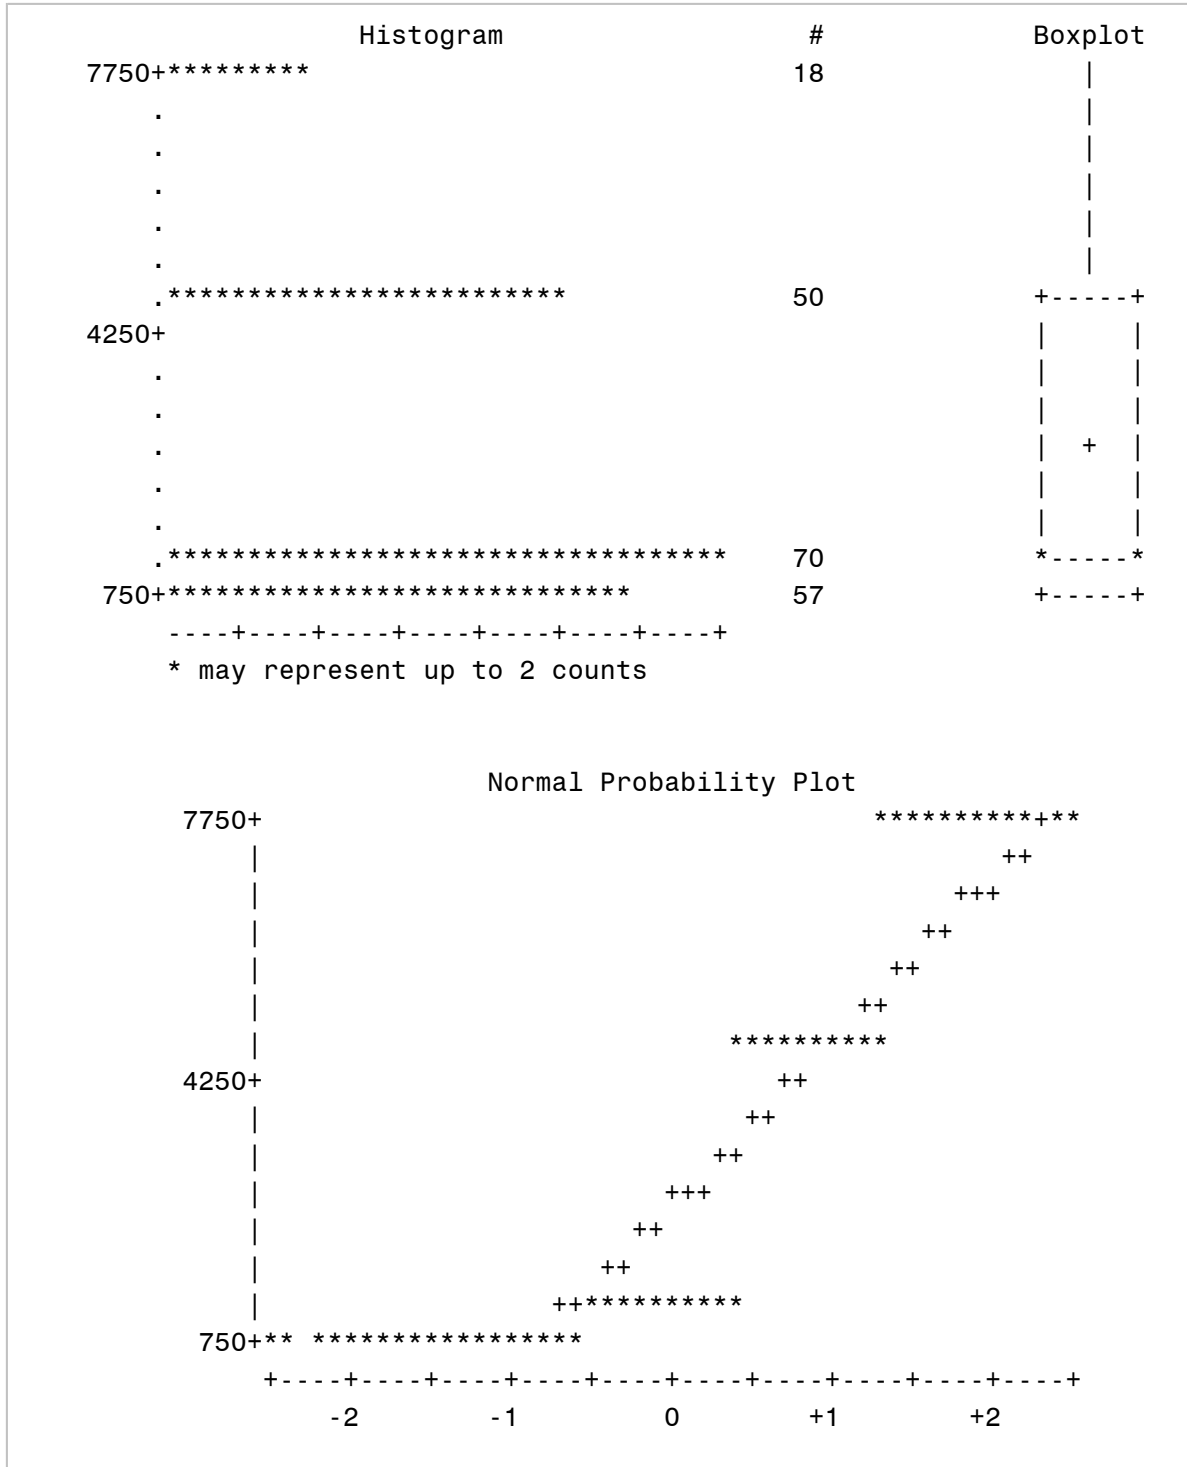 Histogram                       #             Boxplot
     7750+*********                              18                |
         .                                                         |
         .                                                         |
         .                                                         |
         .                                                         |
         .                                                         |
         .*************************                 50             +-----+
     4250+                                                         |     |
         .                                                         |     |
         .                                                         |     |
         .                                                         |  +  |
         .                                                         |     |
         .                                                         |     |
         .***********************************       70             *-----*
      750+*****************************             57             +-----+
          ----+----+----+----+----+----+----+
          * may represent up to 2 counts
                              Normal Probability Plot
           7750+                                      **********+**
               |                                              ++
               |                                           +++
               |                                         ++
               |                                       ++
               |                                     ++
               |                             **********
           4250+                                ++
               |                              ++
               |                            ++
               |                         +++
               |                       ++
               |                     ++
               |                  ++**********
            750+** *****************
                +----+----+----+----+----+----+----+----+----+----+
                    -2        -1         0        +1        +2